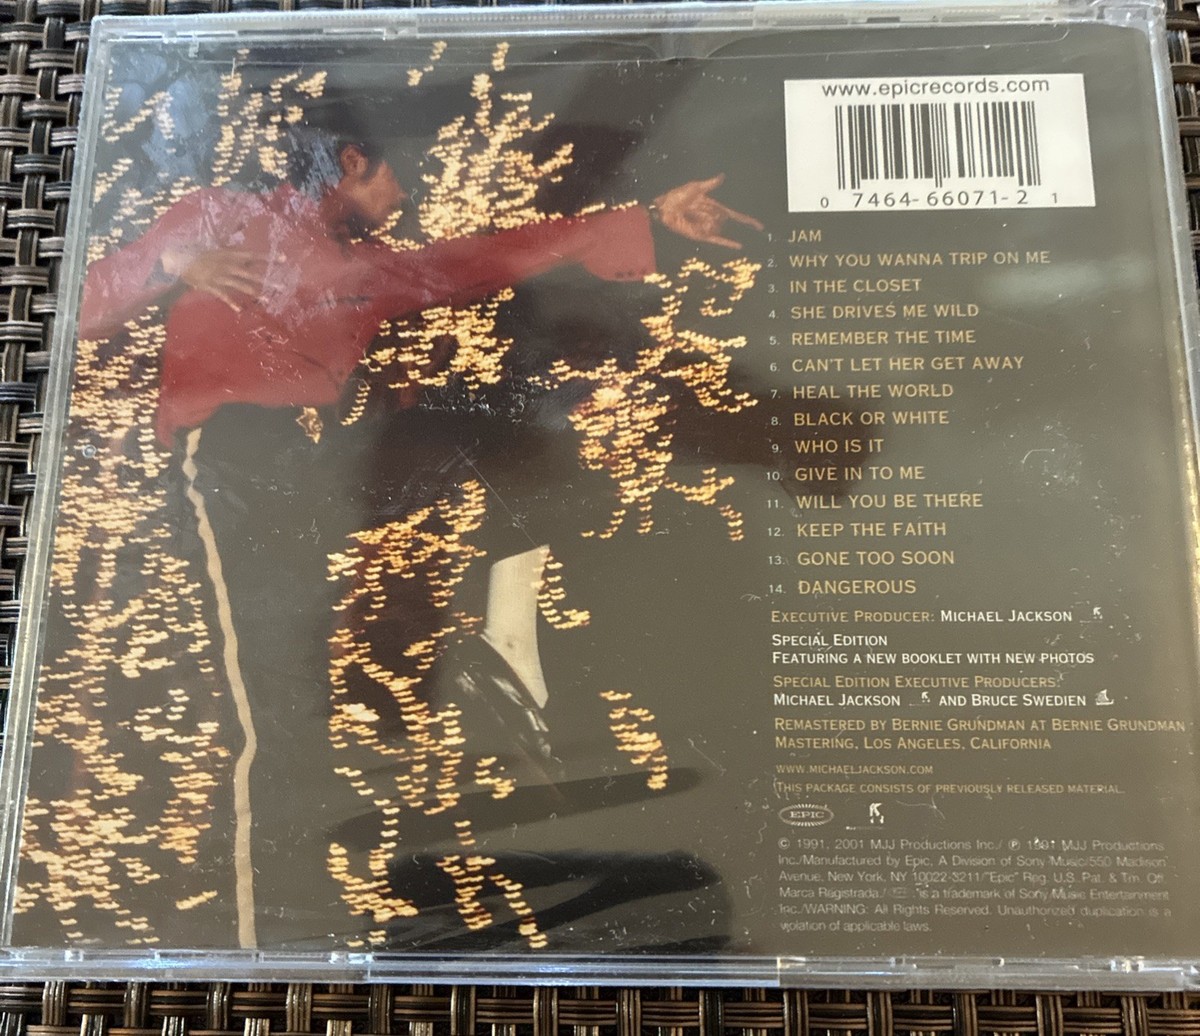 www.epicrecords.com
0 7464-66071-2 1
1. JAM
2. WHY YOU WANNA TRIP ON ME
3. IN THE CLOSET
4. SHE DRIVES ME WILD
5. REMEMBER THE TIME
6. CAN'T LET HER GET AWAY
7. HEAL THE WORLD
8. BLACK OR WHITE
9. WHO IS IT
10. GIVE IN TO ME
11. WILL YOU BE THERE
12. KEEP THE FAITH
13. GONE TOO SOON
14. DANGEROUS
EXECUTIVE PRODUCER: MICHAEL JACKSON
SPECIAL EDITION
FEATURING A NEW BOOKLET WITH NEW PHOTOS
SPECIAL EDITION EXECUTIVE PRODUCERS:
MICHAEL JACKSON AND BRUCE SWEDIEN
REMASTERED BY BERNIE GRUNDMAN AT BERNIE GRUNDMAN
MASTERING, LOS ANGELES, CALIFORNIA
WWW.MICHAELJACKSON.COM
THIS PACKAGE CONSISTS OF PREVIOUSLY RELEASED MATERIAL.
EPIC
© 1991, 2001 MJJ Productions Inc./ ℗ 1991 MJJ Productions
Inc./Manufactured by Epic, A Division of Sony Music/550 Madison
Avenue, New York, NY 10022-3211/"Epic" Reg. U.S. Pat. & Tm. Off.
Marca Registrada./ is a trademark of Sony Music Entertainment
Inc./WARNING: All Rights Reserved. Unauthorized duplication is a
violation of applicable laws.